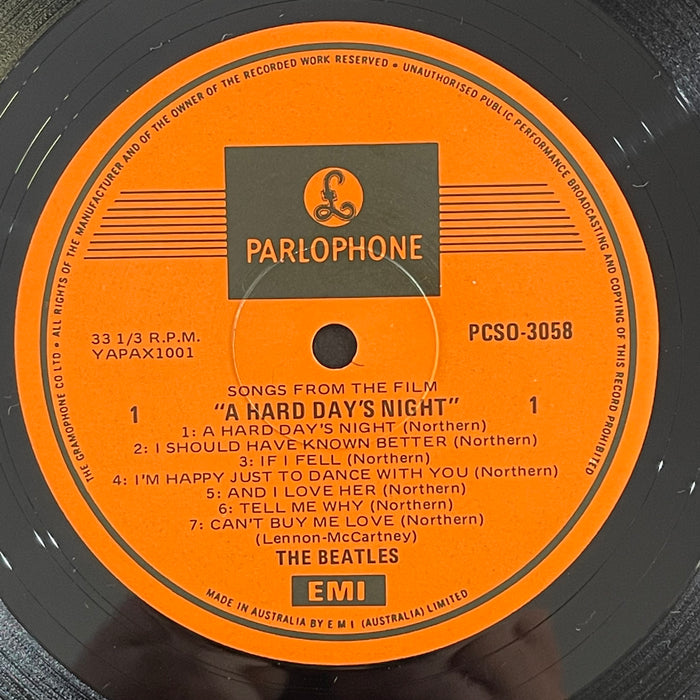 THE GRAMOPHONE CO LTD • ALL RIGHTS OF THE MANUFACTURER AND OF THE OWNER OF THE RECORDED WORK RESERVED • UNAUTHORISED PUBLIC PERFORMANCE BROADCASTING AND COPYING OF THIS RECORD PROHIBITED
£
PARLOPHONE
33 1/3 R.P.M.
YAPAX1001
PCSO-3058
SONGS FROM THE FILM
1 "A HARD DAY'S NIGHT" 1
1: A HARD DAY'S NIGHT (Northern)
2: I SHOULD HAVE KNOWN BETTER (Northern)
3: IF I FELL (Northern)
4: I'M HAPPY JUST TO DANCE WITH YOU (Northern)
5: AND I LOVE HER (Northern)
6: TELL ME WHY (Northern)
7: CAN'T BUY ME LOVE (Northern)
(Lennon-McCartney)
THE BEATLES
EMI
MADE IN AUSTRALIA BY E M I (AUSTRALIA) LIMITED